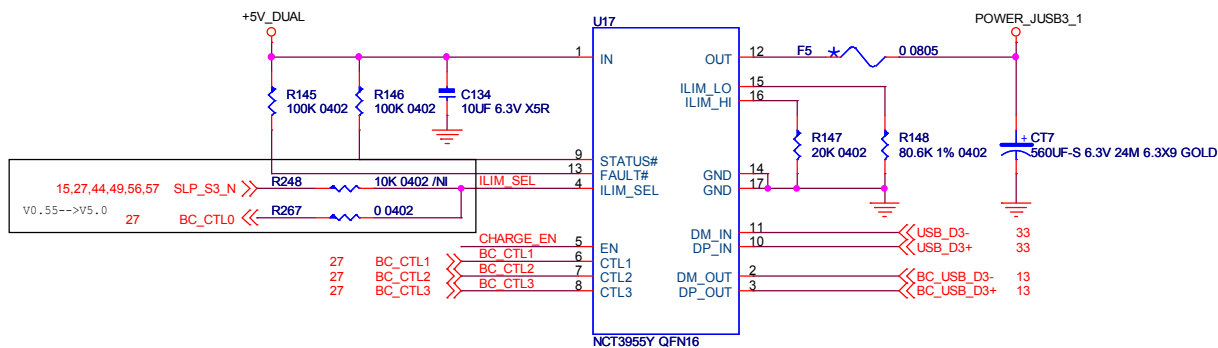 +5V_DUAL
U17
POWER_JUSB3_1
1 IN OUT 12 F5 * 0 0805
R145
100K 0402
R146
100K 0402
C134
10UF 6.3V X5R
ILIM_LO 15
ILIM_HI 16
R147
20K 0402
R148
80.6K 1% 0402
+ CT7
560UF-S 6.3V 24M 6.3X9 GOLD
9 STATUS#
13 FAULT#
4 ILIM_SEL
GND 14
GND 17
15,27,44,49,56,57 SLP_S3_N R248 10K 0402 /NI ILIM_SEL
V0.55-->V5.0
27 BC_CTL0 R267 0 0402
DM_IN 11 USB_D3- 33
DP_IN 10 USB_D3+ 33
CHARGE_EN 5 EN
27 BC_CTL1 BC_CTL1 6 CTL1
27 BC_CTL2 BC_CTL2 7 CTL2
27 BC_CTL3 BC_CTL3 8 CTL3
DM_OUT 2 BC_USB_D3- 13
DP_OUT 3 BC_USB_D3+ 13
NCT3955Y QFN16